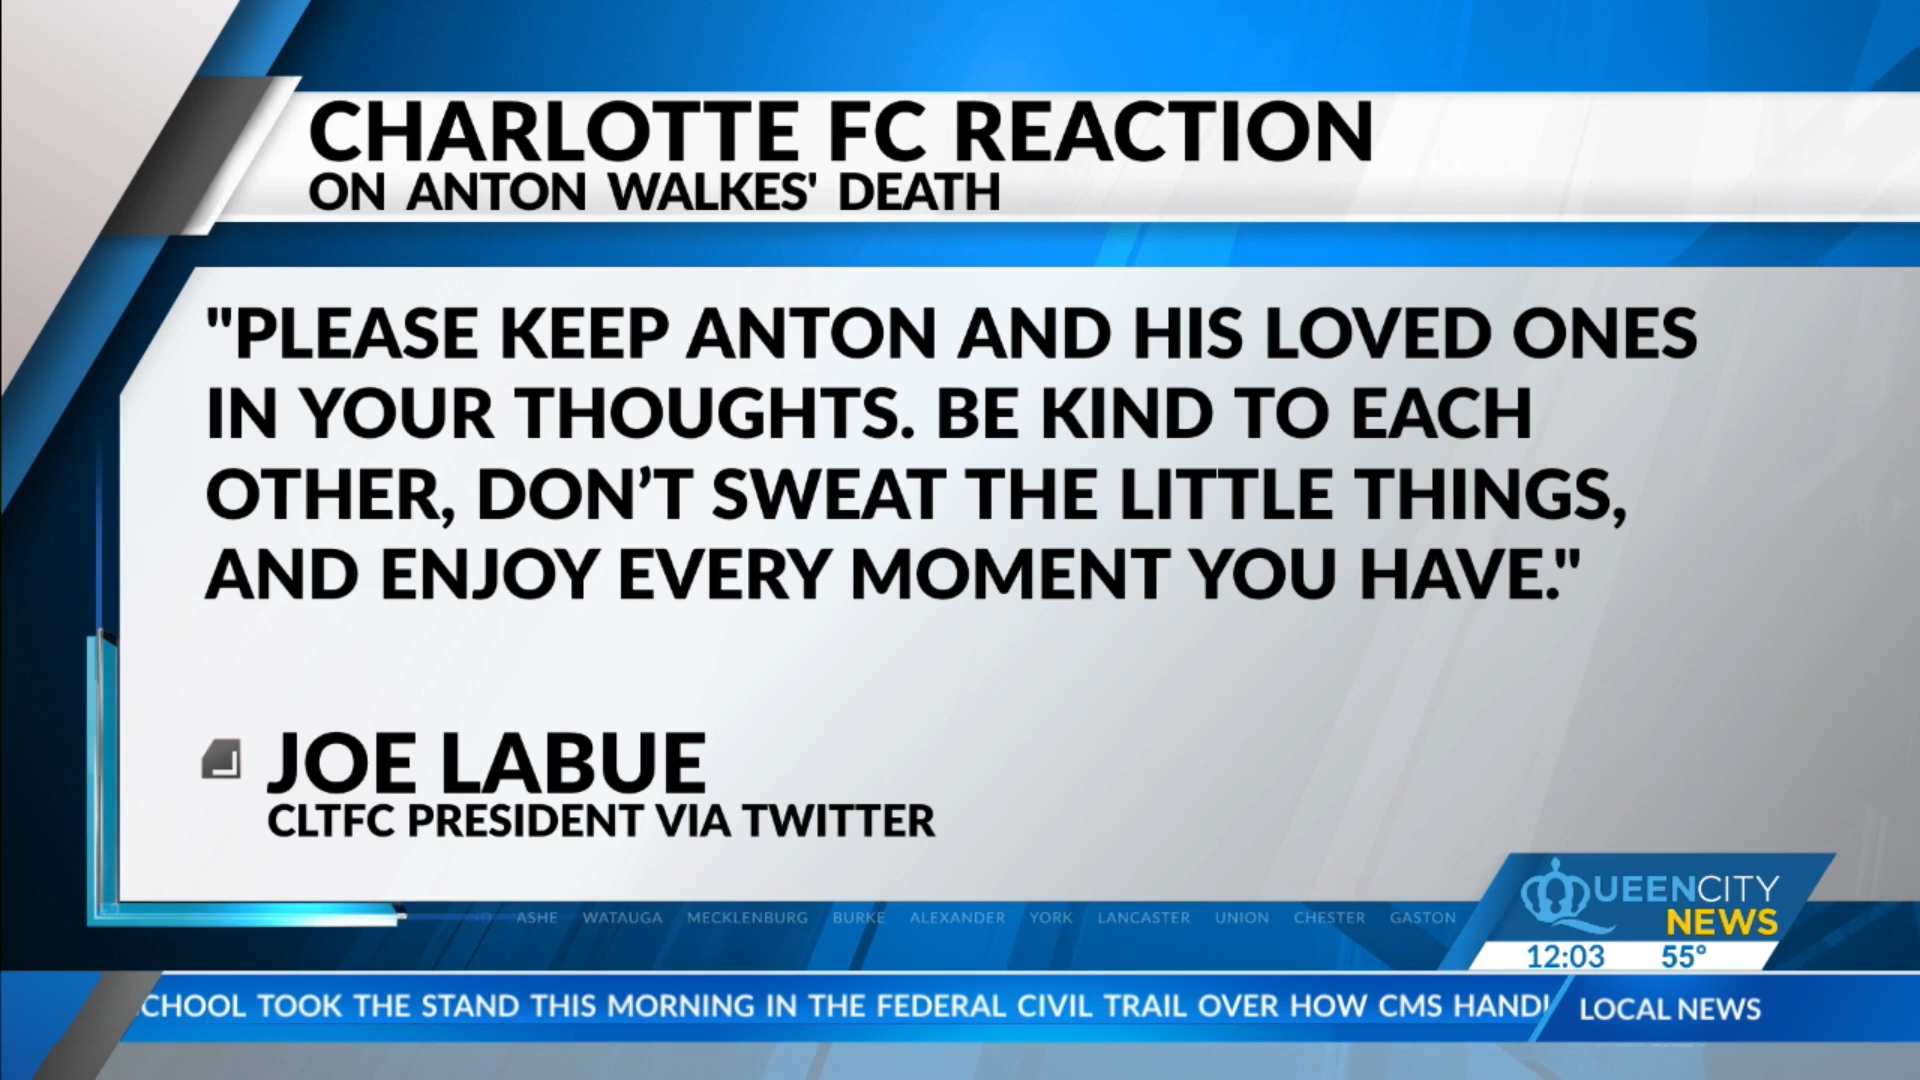 CHARLOTTE FC REACTION
ON ANTON WALKES' DEATH
"PLEASE KEEP ANTON AND HIS LOVED ONES
IN YOUR THOUGHTS. BE KIND TO EACH
OTHER, DON’T SWEAT THE LITTLE THINGS,
AND ENJOY EVERY MOMENT YOU HAVE."
JOE LABUE
CLTFC PRESIDENT VIA TWITTER
ASHE WATAUGA MECKLENBURG BURKE ALEXANDER YORK LANCASTER UNION CHESTER GASTON
QUEENCITY
NEWS
12:03 55°
CHOOL TOOK THE STAND THIS MORNING IN THE FEDERAL CIVIL TRAIL OVER HOW CMS HANDL
LOCAL NEWS